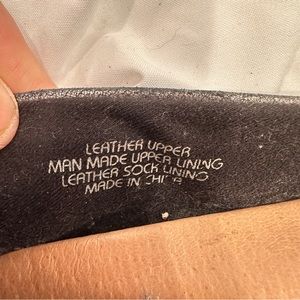 LEATHER UPPER
MAN MADE UPPER LINING
LEATHER SOCK LINING
MADE IN CHINA